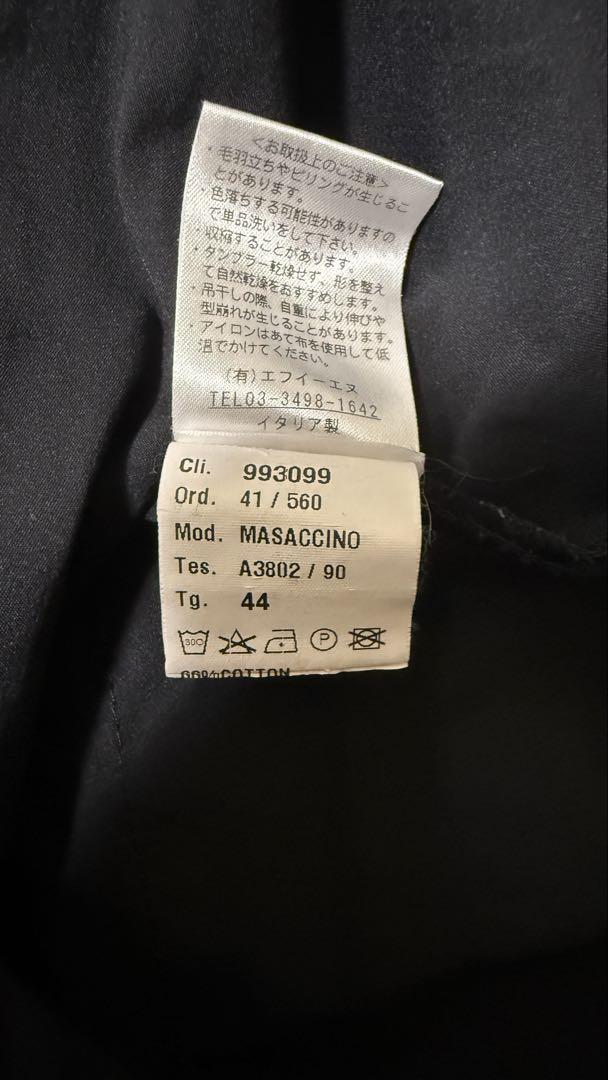 <お取扱上のご注意>
・毛羽立ちやピリングが生じるこ
とがあります。
・色落ちする可能性がありますの
で単品洗いをして下さい。
・収縮することがあります。
・タンブラー乾燥せず、形を整え
て自然乾燥をおすすめします。
・吊干しの際、自重により伸びや
型崩れが生じることがあります。
・アイロンはあて布を使用して低
温でかけてください。
(有)エフイーエヌ
TEL03-3498-1642
イタリア製
Cli. 993099
Ord. 41 / 560
Mod. MASACCINO
Tes. A3802 / 90
Tg. 44
30C P
66%COTTON